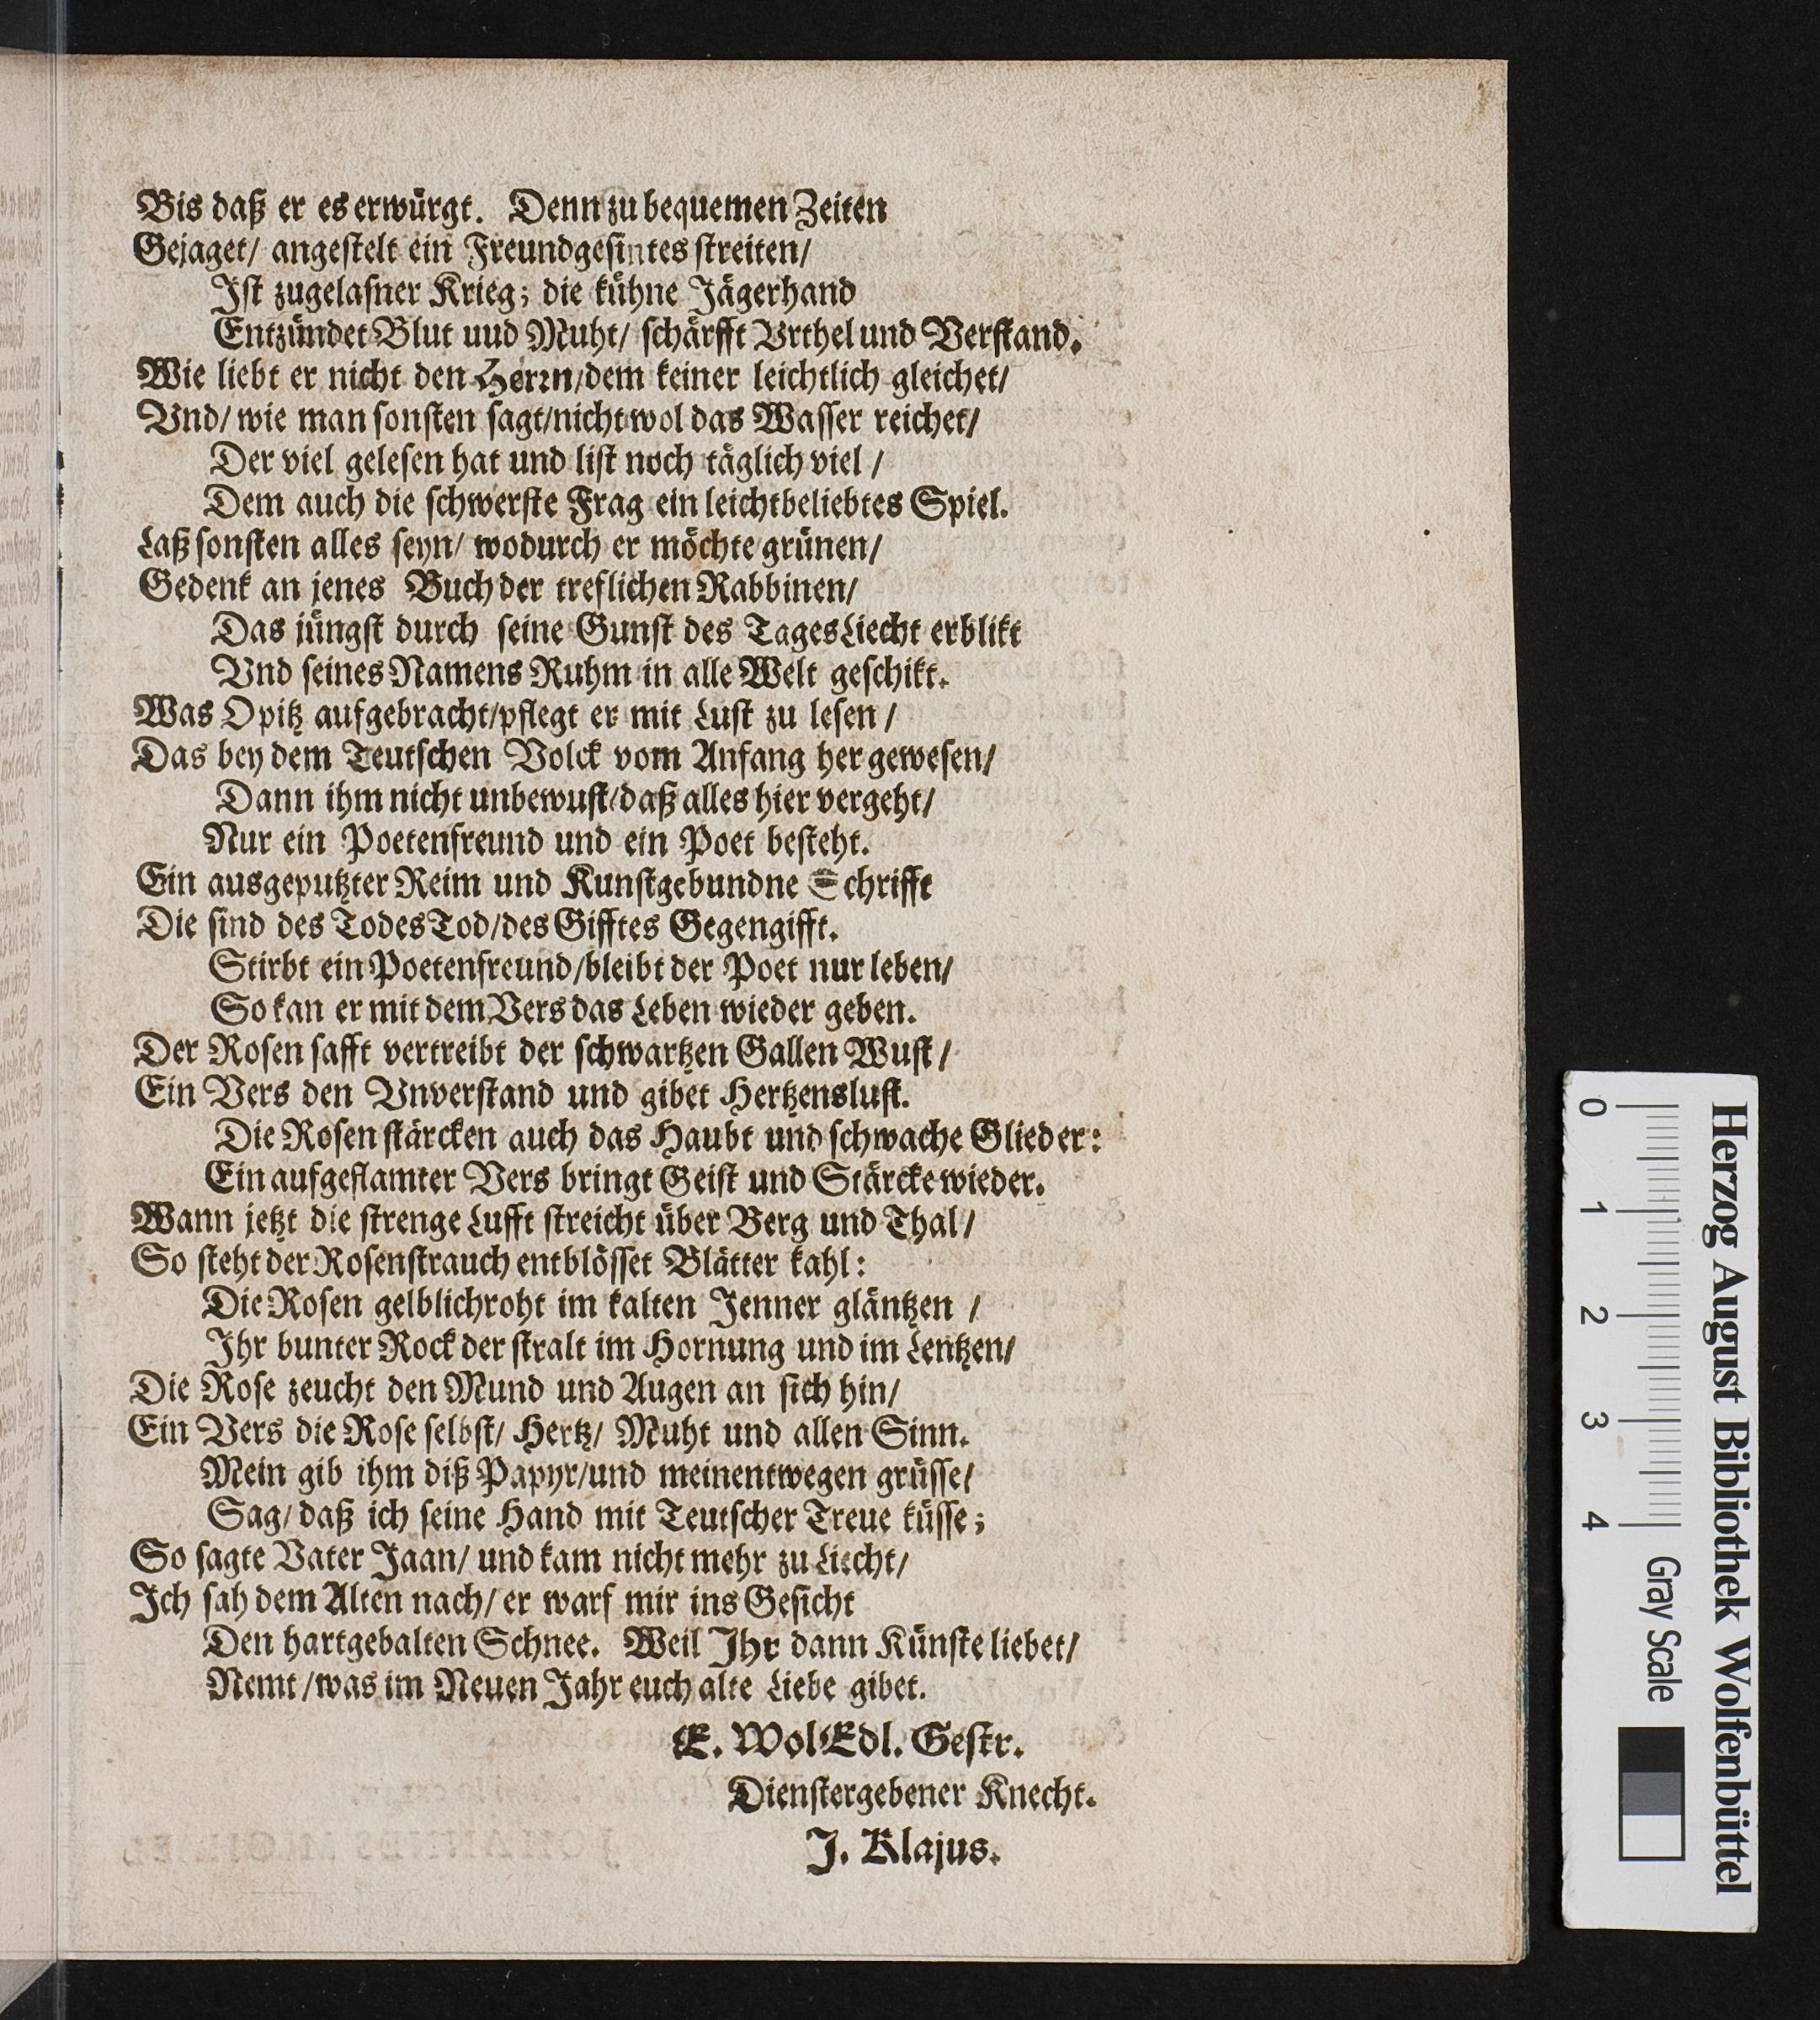 Bis daß er es erwürgt. Denn zu bequemen Zeiten
Gejaget/ angestelt ein Freundgesintes streiten/
Ist zugelaßner Krieg; die kühne Jägerhand
Entzündet Blut uud Muht/ schärfft Vrthel und Verstand.
Wie liebt er nicht den Herrn/dem keiner leichtlich gleichet/
Vnd/ wie man sonsten sagt/nicht wol das Wasser reichet/
Der viel gelesen hat und list noch täglich viel /
Dem auch die schwerste Frag ein leichtbeliebtes Spiel.
Laß sonsten alles seyn/ wodurch er möchte grünen/
Gedenk an jenes Buch der treflichen Rabbinen/
Das jüngst durch seine Gunst des Tages Liecht erblikt
Vnd seines Namens Ruhm in alle Welt geschikt.
Was Opitz aufgebracht/pflegt er mit Lust zu lesen /
Das bey dem Teutschen Volck vom Anfang her gewesen/
Dann ihm nicht unbewust/daß alles hier vergeht/
Nur ein Poetenfreund und ein Poet besteht.
Ein ausgeputzter Reim und Kunstgebundne Schrifft
Die sind des Todes Tod/des Gifftes Gegengifft.
Stirbt ein Poetenfreund/bleibt der Poet nur leben/
So kan er mit dem Vers das Leben wieder geben.
Der Rosen safft vertreibt der schwartzen Gallen Wust /
Ein Vers den Vnverstand und gibet Hertzenslust.
Die Rosen stärcken auch das Haubt und schwache Glieder:
Ein aufgeflamter Vers bringt Geist und Stärcke wieder.
Wann jetzt die strenge Lufft streicht über Berg und Thal/
So steht der Rosenstrauch entblösset Blätter kahl:
Die Rosen gelblichroht im kalten Jenner gläntzen /
Ihr bunter Rock der stralt im Hornung und im Lentzen/
Die Rose zeucht den Mund und Augen an sich hin/
Ein Vers die Rose selbst/ Hertz/ Muht und allen Sinn.
Mein gib ihm diß Papyr/und meinentwegen grüsse/
Sag/ daß ich seine Hand mit Teutscher Treue küsse;
So sagte Vater Jaan/ und kam nicht mehr zu Liecht/
Ich sah dem Alten nach/ er warf mir ins Gesicht
Den hartgebalten Schnee. Weil Ihr dann Künste liebet/
Nemt /was im Neuen Jahr euch alte Liebe gibet.
E. WolEdl. Gestr.
Dienstergebener Knecht.
J. Klajus.
Herzog August Bibliothek Wolfenbüttel
0 1 2 3 4 Gray Scale